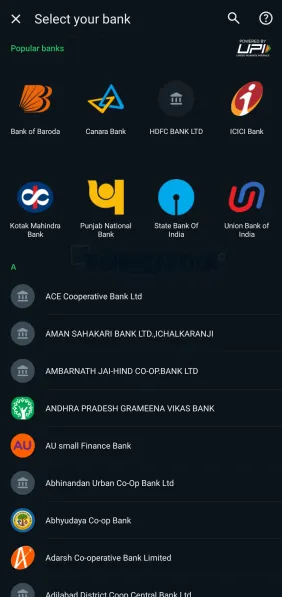 Select your bank
Popular banks
POWERED BY
UPI
Bank of Baroda
Canara Bank
HDFC BANK LTD
ICICI Bank
Kotak Mahindra
Bank
Punjab National
Bank
State Bank Of
India
Union Bank of
India
A
ACE Cooperative Bank Ltd
AMAN SAHAKARI BANK LTD.,ICHALKARANJI
AMBARNATH JAI-HIND CO-OP.BANK LTD
ANDHRA PRADESH GRAMEENA VIKAS BANK
AU
AU small Finance Bank
Abhinandan Urban Co-Op Bank Ltd
Abhyudaya Co-op Bank
Adarsh Co-operative Bank Limited
Adilabad District Coop Central Bank Ltd